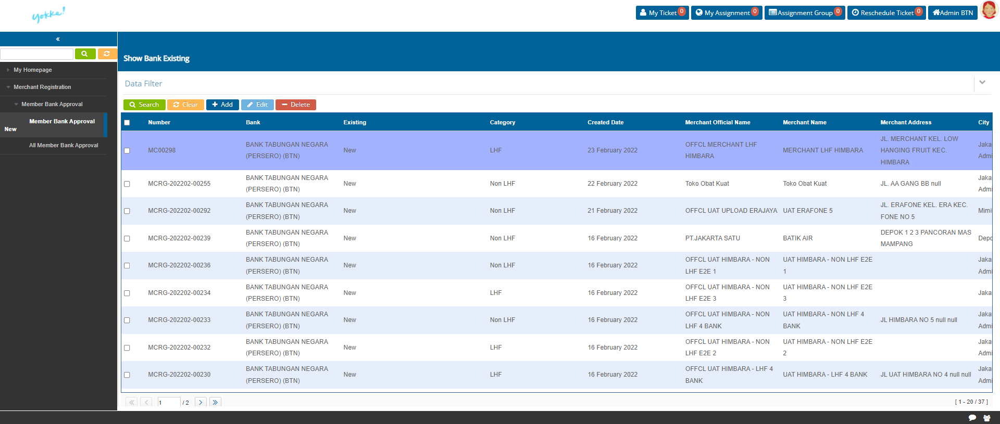 yokke!
My Ticket 0
My Assignment 0
Assignment Group 0
Reschedule Ticket 0
Admin BTN
«
My Homepage
Merchant Registration
Member Bank Approval
Member Bank Approval
New
All Member Bank Approval
Show Bank Existing
Data Filter
Search Clear Add Edit Delete
Number Bank Existing Category Created Date Merchant Official Name Merchant Name Merchant Address City
BANK TABUNGAN NEGARA
(PERSERO) (BTN)
MC00298 New LHF 23 February 2022
OFFCL MERCHANT LHF
HIMBARA
MERCHANT LHF HIMBARA
JL. MERCHANT KEL. LOW
HANGING FRUIT KEC.
HIMBARA
Jaka
Admi
MCRG-202202-00255
BANK TABUNGAN NEGARA
(PERSERO) (BTN)
New Non LHF 22 February 2022 Toko Obat Kuat Toko Obat Kuat JL. AA GANG BB null
Jaka
Admi
MCRG-202202-00292
BANK TABUNGAN NEGARA
(PERSERO) (BTN)
New Non LHF 21 February 2022 OFFCL UAT UPLOAD ERAJAYA UAT ERAFONE 5
JL. ERAFONE KEL. ERA KEC.
FONE NO 5
Mimi
MCRG-202202-00239
BANK TABUNGAN NEGARA
(PERSERO) (BTN)
New Non LHF 16 February 2022 PT.JAKARTA SATU BATIK AIR
DEPOK 1 2 3 PANCORAN MAS
MAMPANG
Depo
MCRG-202202-00236
BANK TABUNGAN NEGARA
(PERSERO) (BTN)
New Non LHF 16 February 2022
OFFCL UAT HIMBARA - NON
LHF E2E 1
UAT HIMBARA - NON LHF E2E
1
Jaka
Admi
MCRG-202202-00234
BANK TABUNGAN NEGARA
(PERSERO) (BTN)
New LHF 16 February 2022
OFFCL UAT HIMBARA - NON
LHF E2E 3
UAT HIMBARA - NON LHF E2E
3
Jaka
MCRG-202202-00233
BANK TABUNGAN NEGARA
(PERSERO) (BTN)
New Non LHF 16 February 2022
OFFCL UAT HIMBARA - NON
LHF 4 BANK
UAT HIMBARA - NON LHF 4
BANK
JL HIMBARA NO 5 null null
Jaka
Admi
MCRG-202202-00232
BANK TABUNGAN NEGARA
(PERSERO) (BTN)
New LHF 16 February 2022
OFFCL UAT HIMBARA - NON
LHF E2E 2
UAT HIMBARA - NON LHF E2E
2
Jaka
Admi
MCRG-202202-00230
BANK TABUNGAN NEGARA
(PERSERO) (BTN)
New LHF 16 February 2022
OFFCL UAT HIMBARA - LHF 4
BANK
UAT HIMBARA - LHF 4 BANK JL UAT HIMBARA NO 4 null null
Jaka
Admi
« ‹ 1 / 2 › »
[ 1 - 20 / 37 ]